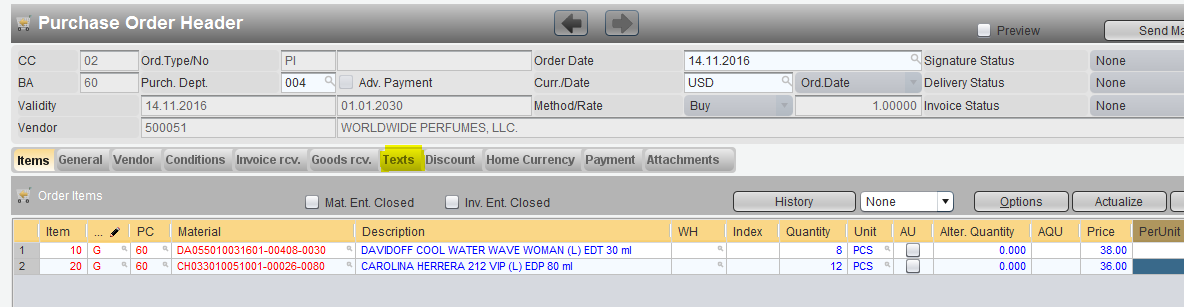 Purchase Order Header
Preview
Send Ma
CC 02 Ord.Type/No PI Order Date 14.11.2016 Signature Status None
BA 60 Purch. Dept. 004 Adv. Payment Curr./Date USD Ord.Date Delivery Status None
Validity 14.11.2016 01.01.2030 Method/Rate Buy 1.00000 Invoice Status None
Vendor 500051 WORLDWIDE PERFUMES, LLC.
Items General Vendor Conditions Invoice rcv. Goods rcv. Texts Discount Home Currency Payment Attachments
Order Items Mat. Ent. Closed Inv. Ent. Closed History None Options Actualize
Item ... PC Material Description WH Index Quantity Unit AU Alter. Quantity AQU Price PerUnit
1 10 G 60 DA055010031601-00408-0030 DAVIDOFF COOL WATER WAVE WOMAN (L) EDT 30 ml 8 PCS 0.000 38.00
2 20 G 60 CH033010051001-00026-0080 CAROLINA HERRERA 212 VIP (L) EDP 80 ml 12 PCS 0.000 36.00